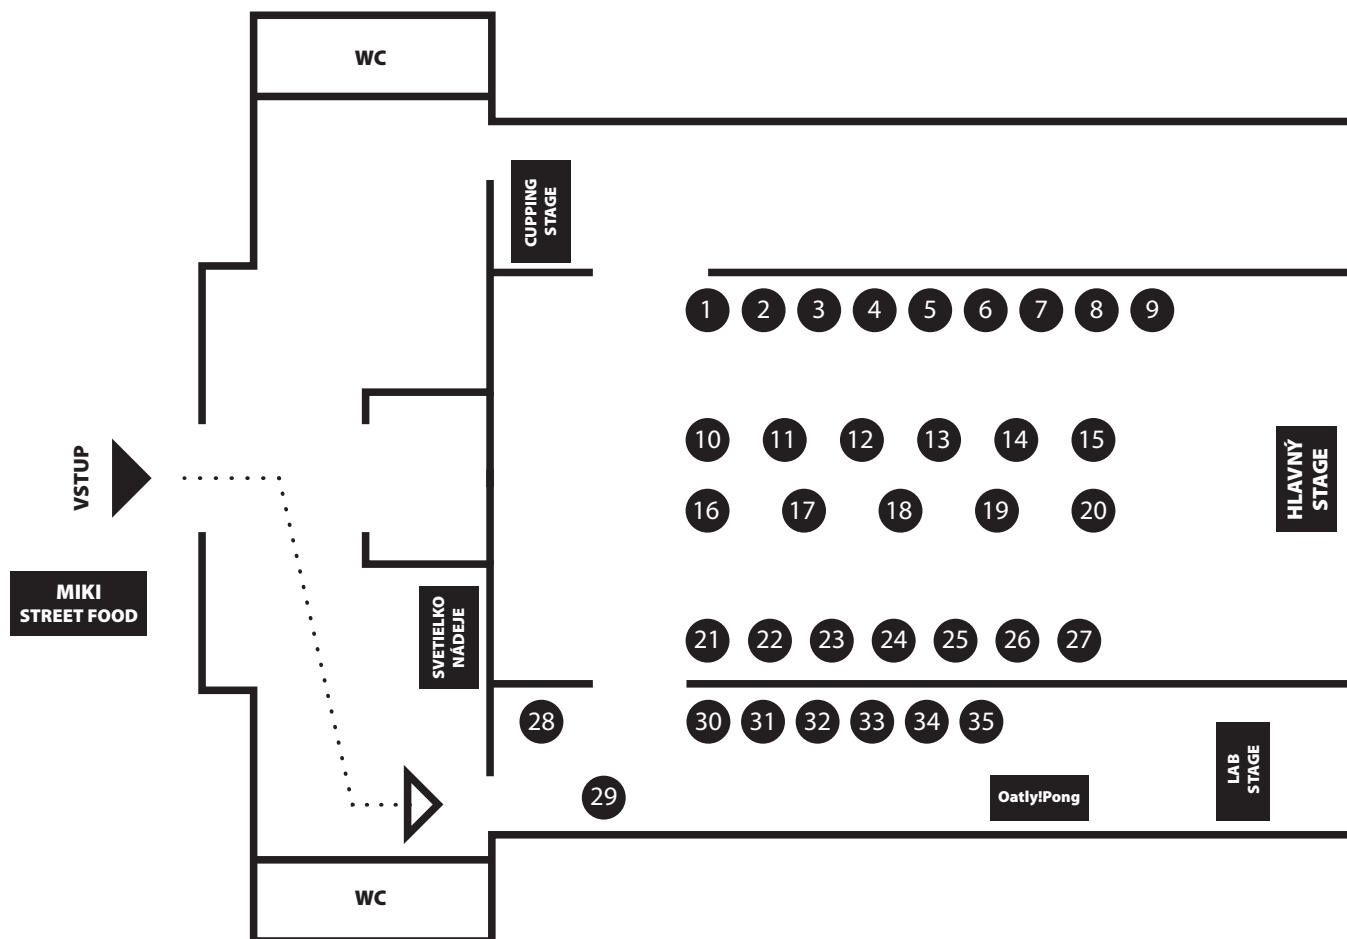 WC
CUPPING
STAGE
1 2 3 4 5 6 7 8 9
10 11 12 13 14 15
VSTUP
HLAVNÝ
STAGE
16 17 18 19 20
MIKI
STREET FOOD
SVETIELKO
NÁDEJE
21 22 23 24 25 26 27
28 30 31 32 33 34 35
29
Oatly!Pong
LAB
STAGE
WC